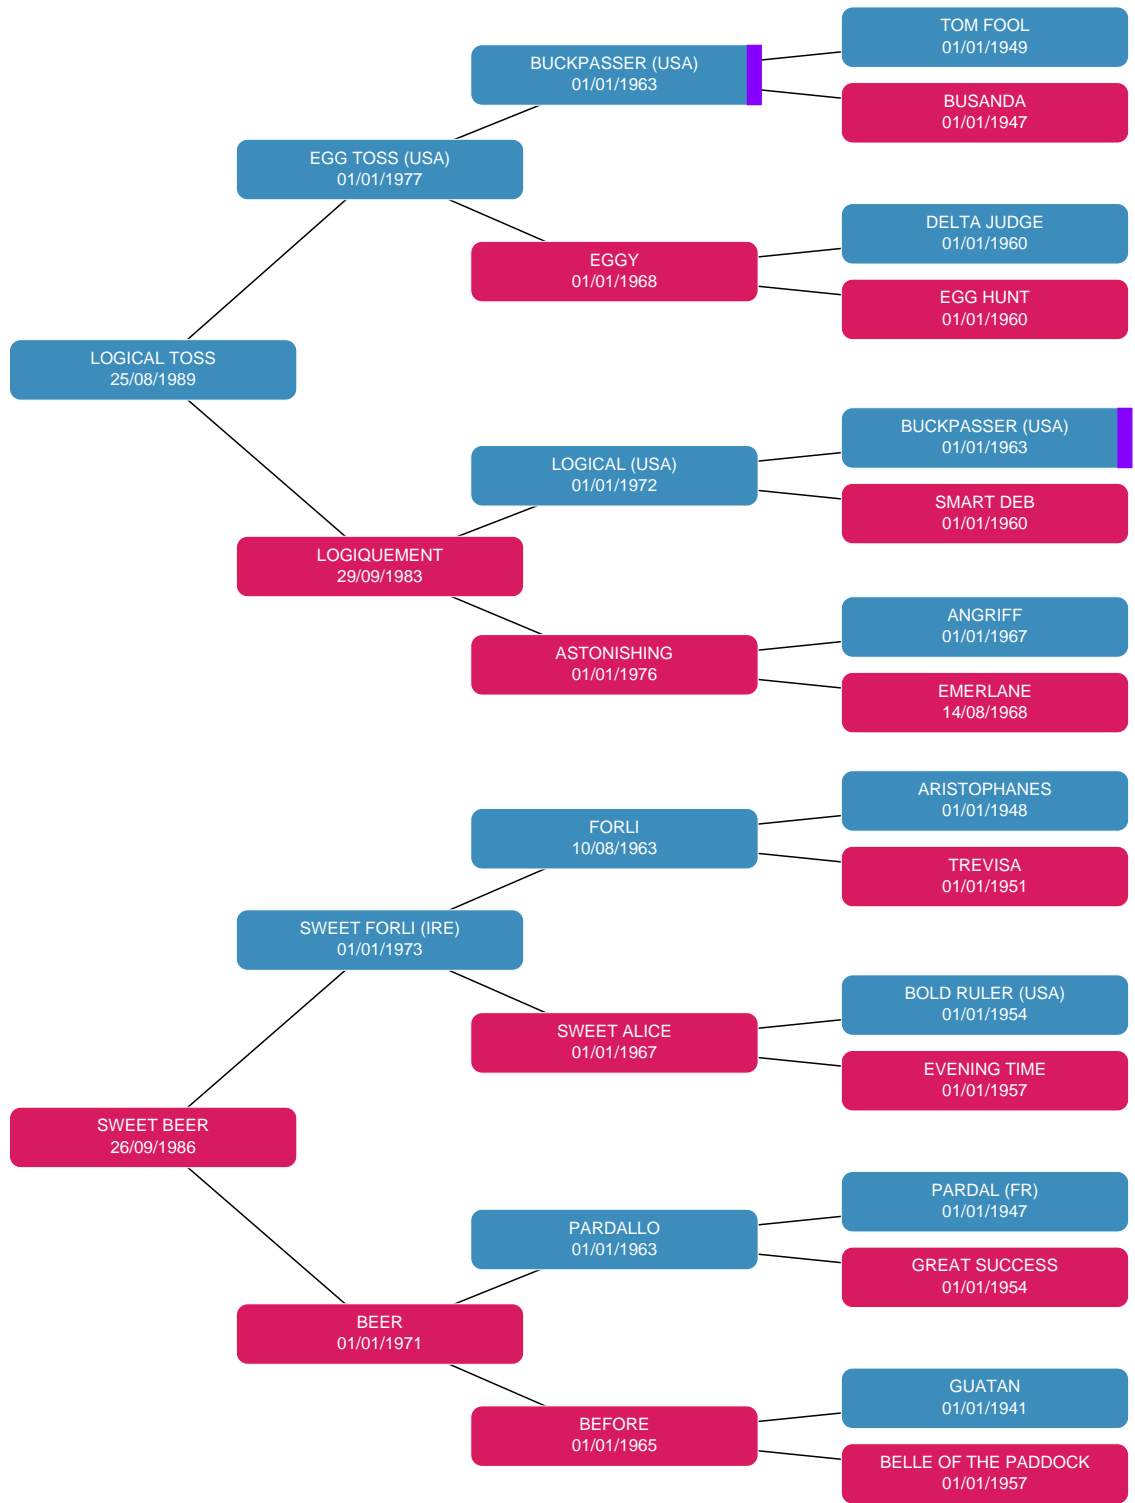 TOM FOOL
01/01/1949
BUCKPASSER (USA)
01/01/1963
BUSANDA
01/01/1947
EGG TOSS (USA)
01/01/1977
DELTA JUDGE
01/01/1960
EGGY
01/01/1968
EGG HUNT
01/01/1960
LOGICAL TOSS
25/08/1989
BUCKPASSER (USA)
01/01/1963
LOGICAL (USA)
01/01/1972
SMART DEB
01/01/1960
LOGIQUEMENT
29/09/1983
ANGRIFF
01/01/1967
ASTONISHING
01/01/1976
EMERLANE
14/08/1968
ARISTOPHANES
01/01/1948
FORLI
10/08/1963
TREVISA
01/01/1951
SWEET FORLI (IRE)
01/01/1973
BOLD RULER (USA)
01/01/1954
SWEET ALICE
01/01/1967
EVENING TIME
01/01/1957
SWEET BEER
26/09/1986
PARDAL (FR)
01/01/1947
PARDALLO
01/01/1963
GREAT SUCCESS
01/01/1954
BEER
01/01/1971
GUATAN
01/01/1941
BEFORE
01/01/1965
BELLE OF THE PADDOCK
01/01/1957